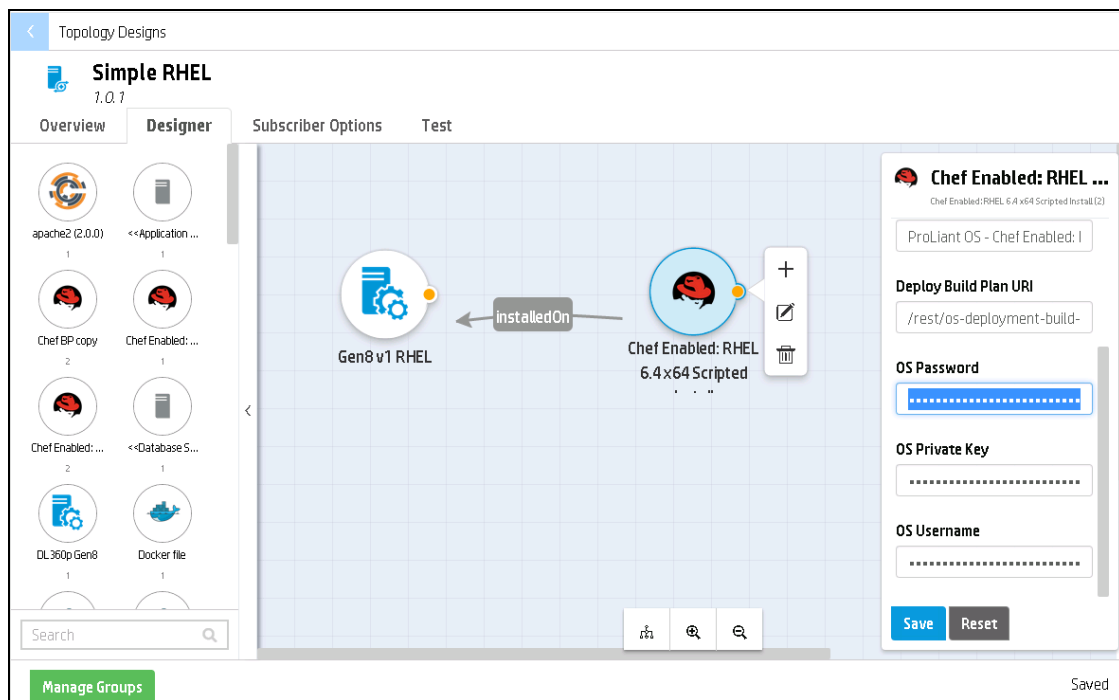 Topology Designs
Simple RHEL
1.0.1
Overview
Designer
Subscriber Options
Test
apache2 (2.0.0)
1
<<Application ...
1
Chef BP copy
2
Chef Enabled: ...
1
Chef Enabled: ...
2
<<Database S...
1
DL360p Gen8
1
Docker file
1
Search
Manage Groups
Gen8 v1 RHEL
installedOn
Chef Enabled: RHEL
6.4 x64 Scripted
Chef Enabled: RHEL ...
Chef Enabled: RHEL 6.4 x64 Scripted Install (2)
ProLiant OS - Chef Enabled:
Deploy Build Plan URI
/rest/os-deployment-build-
OS Password
OS Private Key
OS Username
Save
Reset
Saved